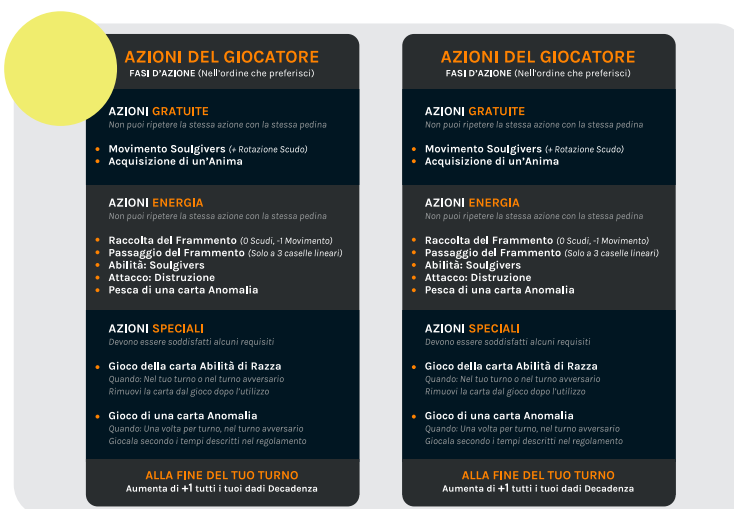 AZIONI DEL GIOCATORE
FASI D'AZIONE (Nell'ordine che preferisci)
AZIONI GRATUITE
Non puoi ripetere la stessa azione con la stessa pedina
• Movimento Soulgivers (+ Rotazione Scudo)
• Acquisizione di un'Anima
AZIONI ENERGIA
Non puoi ripetere la stessa azione con la stessa pedina
• Raccolta del Frammento (0 Scudi, -1 Movimento)
• Passaggio del Frammento (Solo a 3 caselle lineari)
• Abilità: Soulgivers
• Attacco: Distruzione
• Pesca di una carta Anomalia
AZIONI SPECIALI
Devono essere soddisfatti alcuni requisiti
• Gioco della carta Abilità di Razza
Quando: Nel tuo turno o nel turno avversario
Rimuovi la carta dal gioco dopo l'utilizzo
• Gioco di una carta Anomalia
Quando: Una volta per turno, nel turno avversario
Giocala secondo i tempi descritti nel regolamento
ALLA FINE DEL TUO TURNO
Aumenta di +1 tutti i tuoi dadi Decadenza
AZIONI DEL GIOCATORE
FASI D'AZIONE (Nell'ordine che preferisci)
AZIONI GRATUITE
Non puoi ripetere la stessa azione con la stessa pedina
• Movimento Soulgivers (+ Rotazione Scudo)
• Acquisizione di un'Anima
AZIONI ENERGIA
Non puoi ripetere la stessa azione con la stessa pedina
• Raccolta del Frammento (0 Scudi, -1 Movimento)
• Passaggio del Frammento (Solo a 3 caselle lineari)
• Abilità: Soulgivers
• Attacco: Distruzione
• Pesca di una carta Anomalia
AZIONI SPECIALI
Devono essere soddisfatti alcuni requisiti
• Gioco della carta Abilità di Razza
Quando: Nel tuo turno o nel turno avversario
Rimuovi la carta dal gioco dopo l'utilizzo
• Gioco di una carta Anomalia
Quando: Una volta per turno, nel turno avversario
Giocala secondo i tempi descritti nel regolamento
ALLA FINE DEL TUO TURNO
Aumenta di +1 tutti i tuoi dadi Decadenza